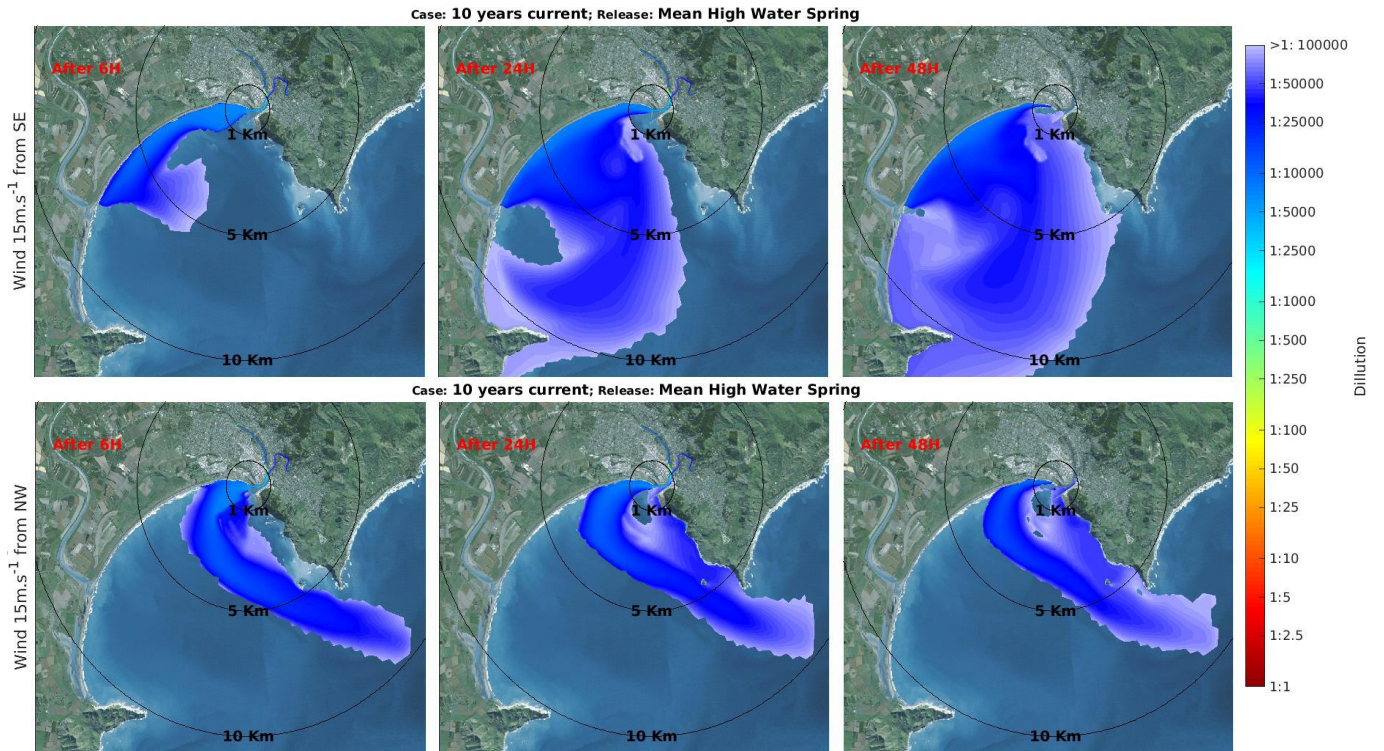 Case: 10 years current; Release: Mean High Water Spring
Wind 15m.s-1 from SE
After 6H
1 Km
5 Km
10 Km
After 24H
1 Km
5 Km
10 Km
After 48H
1 Km
5 Km
10 Km
Case: 10 years current; Release: Mean High Water Spring
Wind 15m.s-1 from NW
After 6H
1 Km
5 Km
10 Km
After 24H
1 Km
5 Km
10 Km
After 48H
1 Km
5 Km
10 Km
>1: 100000
1:50000
1:25000
1:10000
1:5000
1:2500
1:1000
1:500
1:250
1:100
1:50
1:25
1:10
1:5
1:2.5
1:1
Dillution